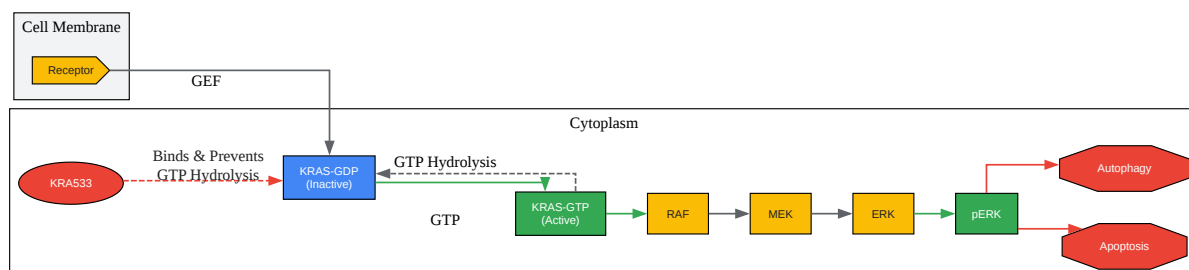 Cell Membrane
Receptor
GEF
Cytoplasm
KRA533
Binds & Prevents
GTP Hydrolysis
KRAS-GDP
(Inactive)
GTP Hydrolysis
KRAS-GTP
(Active)
GTP
RAF
MEK
ERK
pERK
Autophagy
Apoptosis